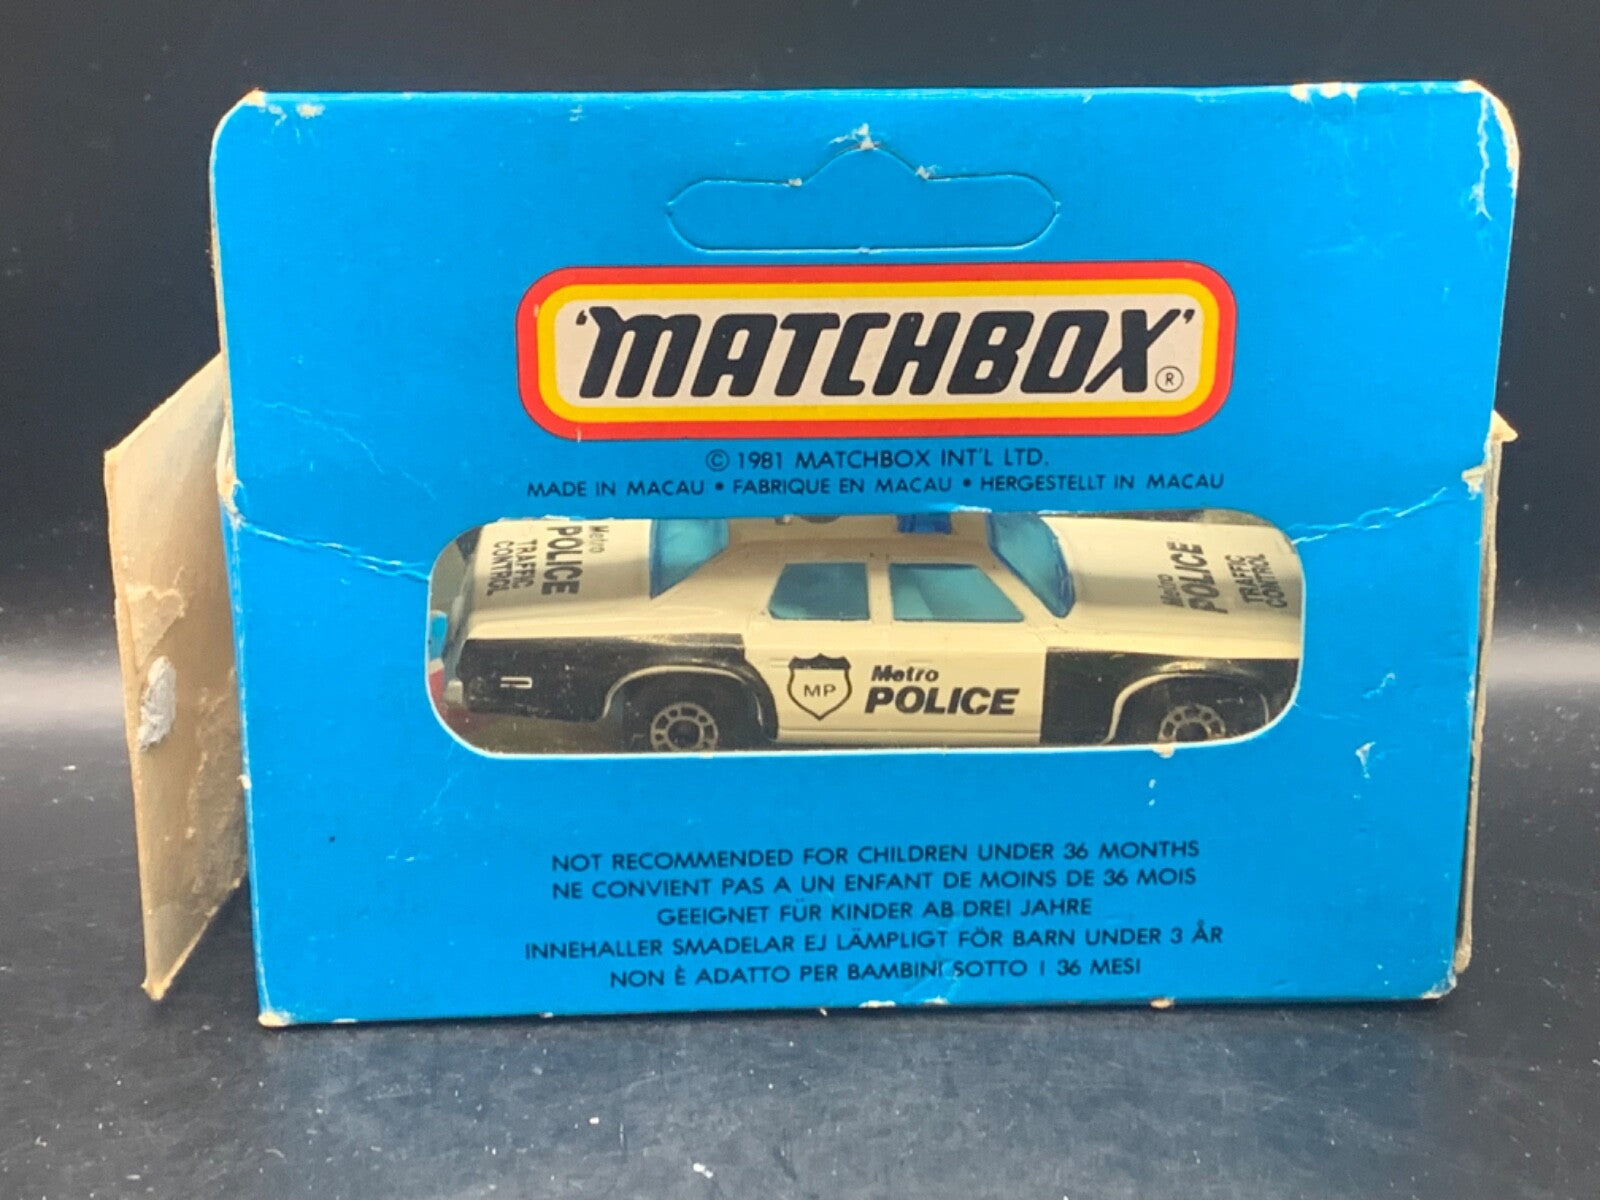 'MATCHBOX'®
© 1981 MATCHBOX INT'L LTD.
MADE IN MACAU • FABRIQUE EN MACAU • HERGESTELLT IN MACAU
Metro
POLICE
TRAFFIC
CONTROL
Metro
POLICE
TRAFFIC
CONTROL
MP
Metro
POLICE
NOT RECOMMENDED FOR CHILDREN UNDER 36 MONTHS
NE CONVIENT PAS A UN ENFANT DE MOINS DE 36 MOIS
GEEIGNET FÜR KINDER AB DREI JAHRE
INNEHALLER SMADELAR EJ LÄMPLIGT FÖR BARN UNDER 3 ÅR
NON È ADATTO PER BAMBINI SOTTO I 36 MESI